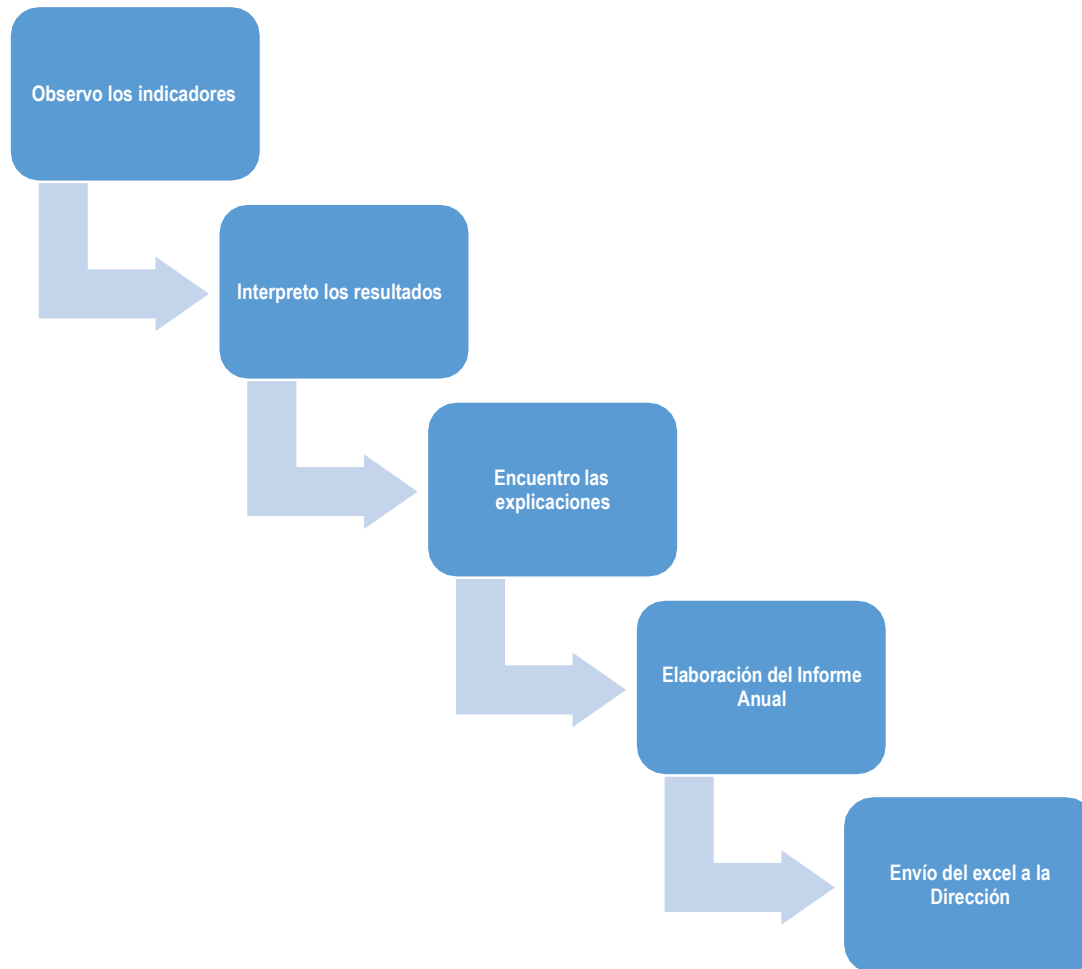 Observo los indicadores
Interpreto los resultados
Encuentro las
explicaciones
Elaboración del Informe
Anual
Envío del excel a la
Dirección